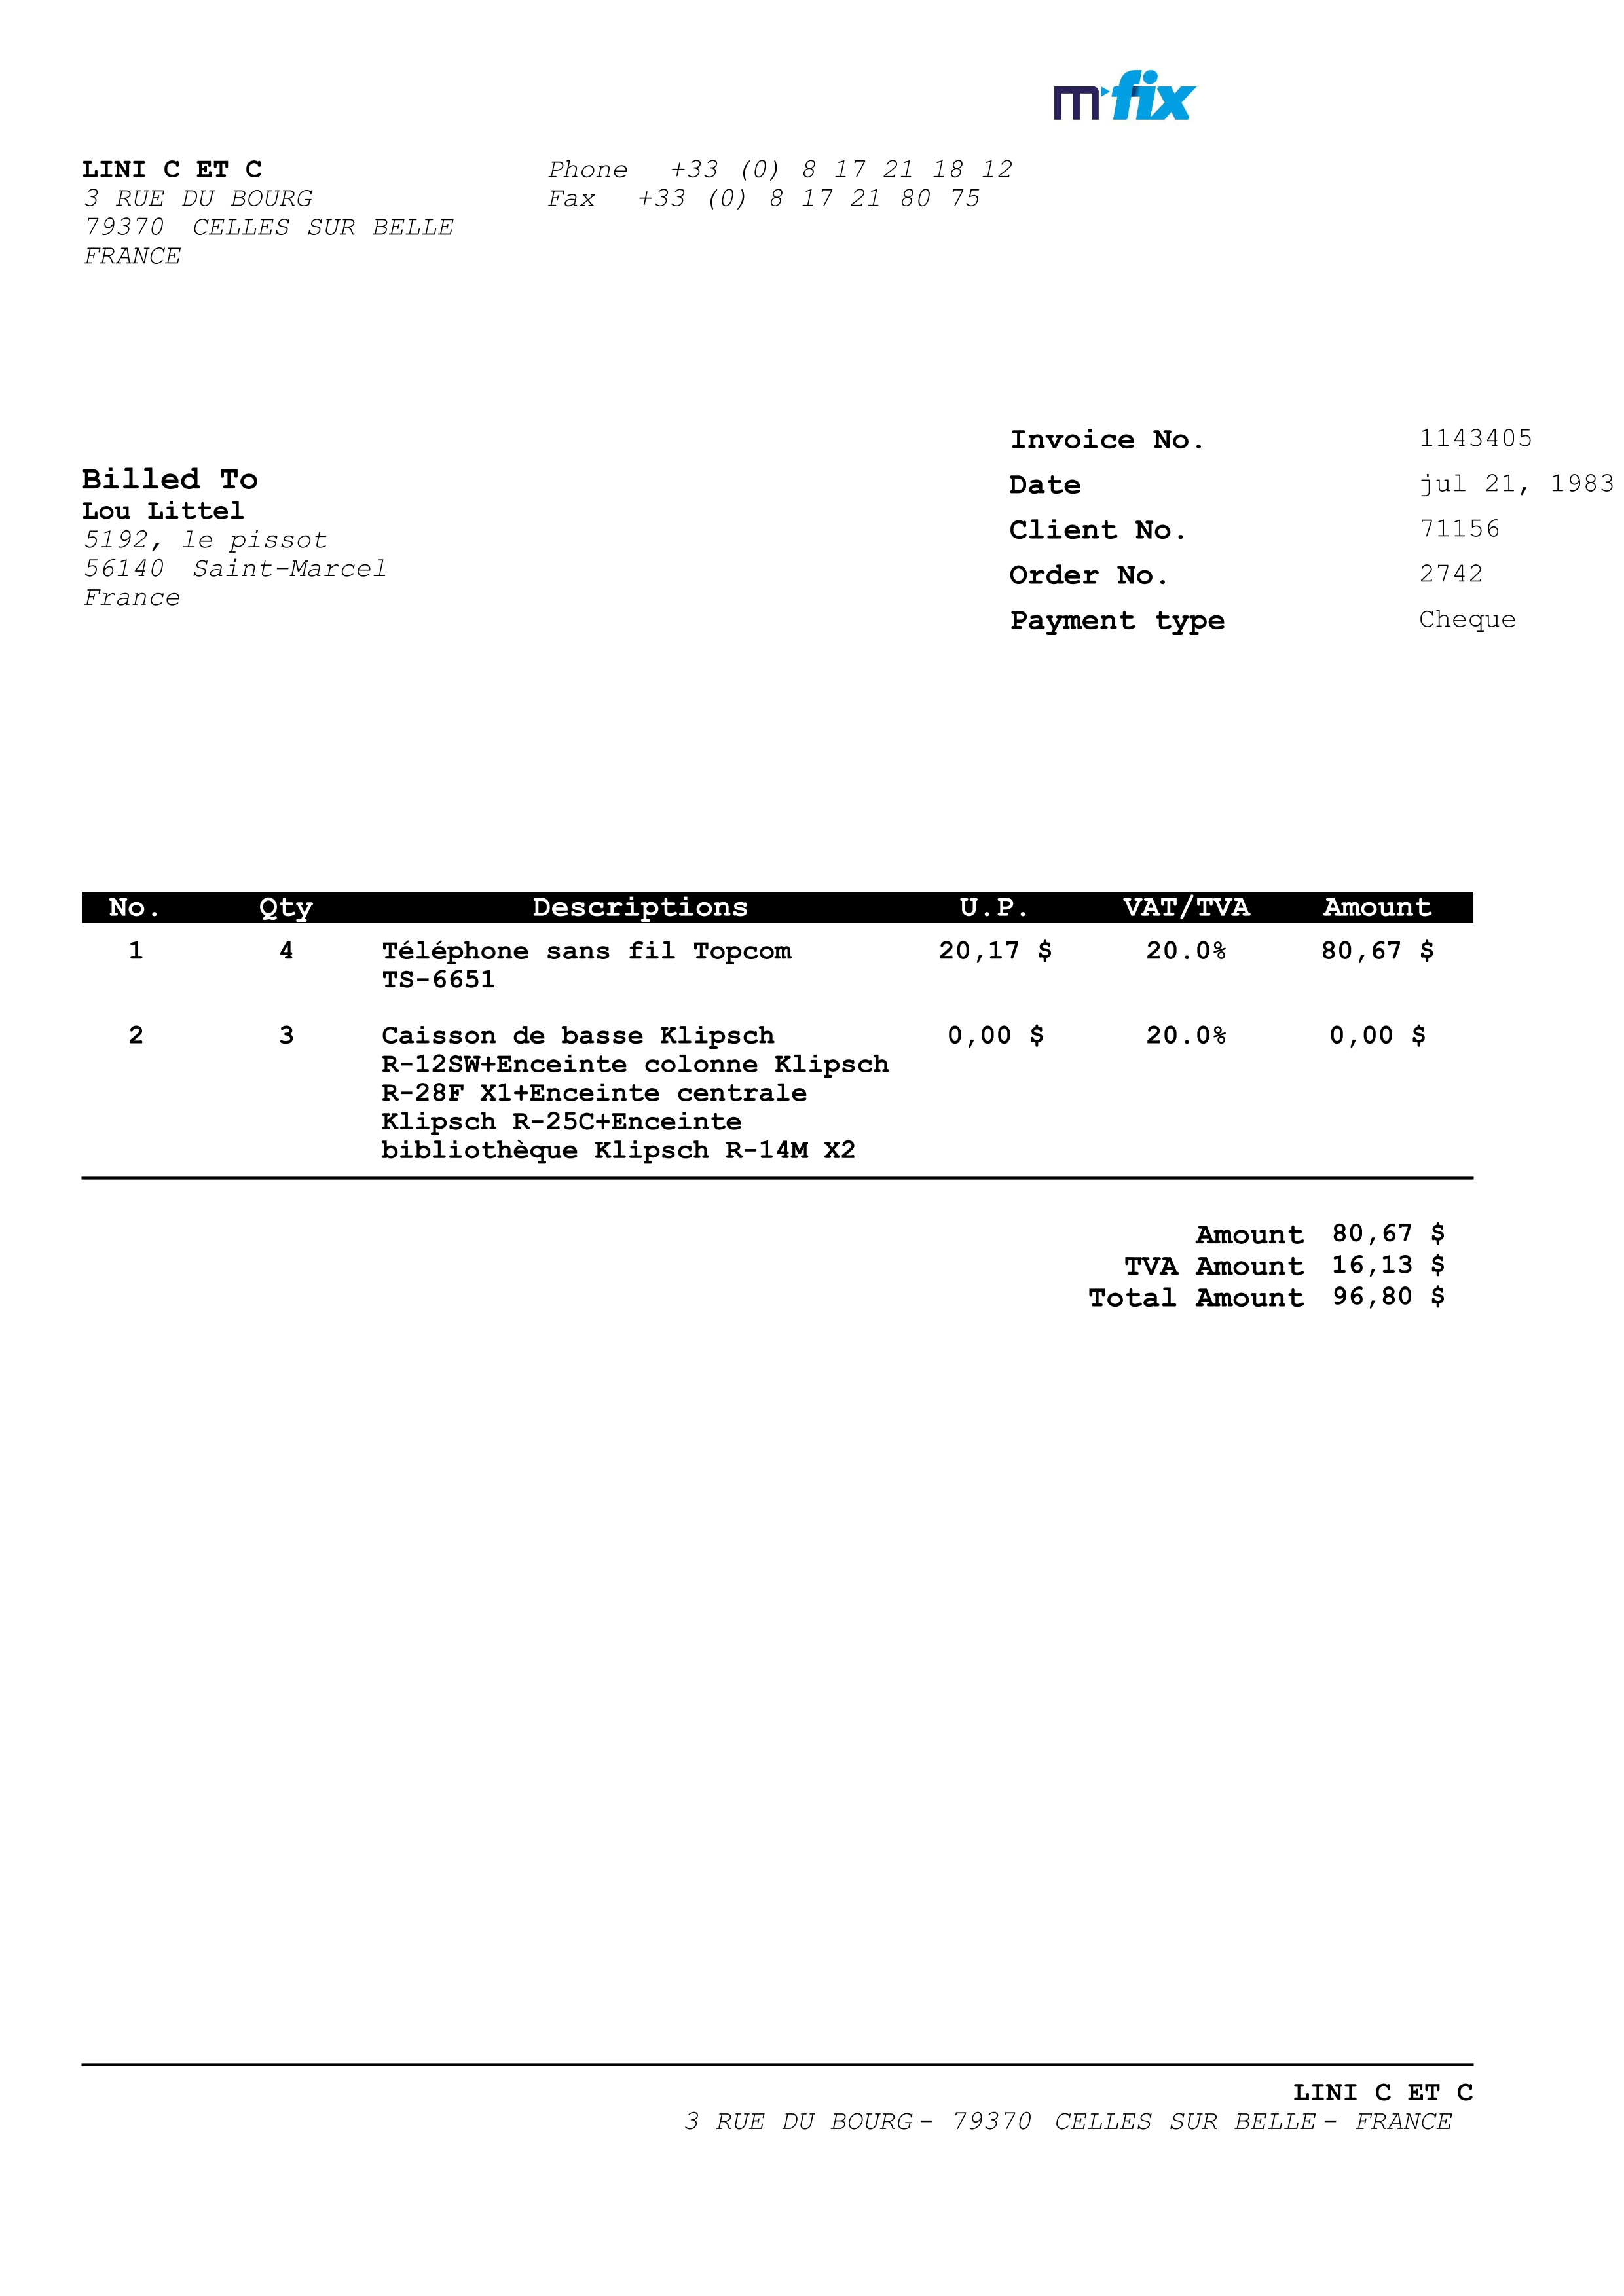 m fix
LINI C ET C
3 RUE DU BOURG
79370 CELLES SUR BELLE
FRANCE
Phone +33 (0) 8 17 21 18 12
Fax +33 (0) 8 17 21 80 75
Billed To
Lou Littel
5192, le pissot
56140 Saint-Marcel
France
Invoice No. 1143405
Date jul 21, 1983
Client No. 71156
Order No. 2742
Payment type Cheque
No. Qty Descriptions U.P. VAT/TVA Amount
1 4 Téléphone sans fil Topcom 20,17 $ 20.0% 80,67 $
TS-6651
2 3 Caisson de basse Klipsch 0,00 $ 20.0% 0,00 $
R-12SW+Enceinte colonne Klipsch
R-28F X1+Enceinte centrale
Klipsch R-25C+Enceinte
bibliothèque Klipsch R-14M X2
Amount 80,67 $
TVA Amount 16,13 $
Total Amount 96,80 $
LINI C ET C
3 RUE DU BOURG - 79370 CELLES SUR BELLE - FRANCE